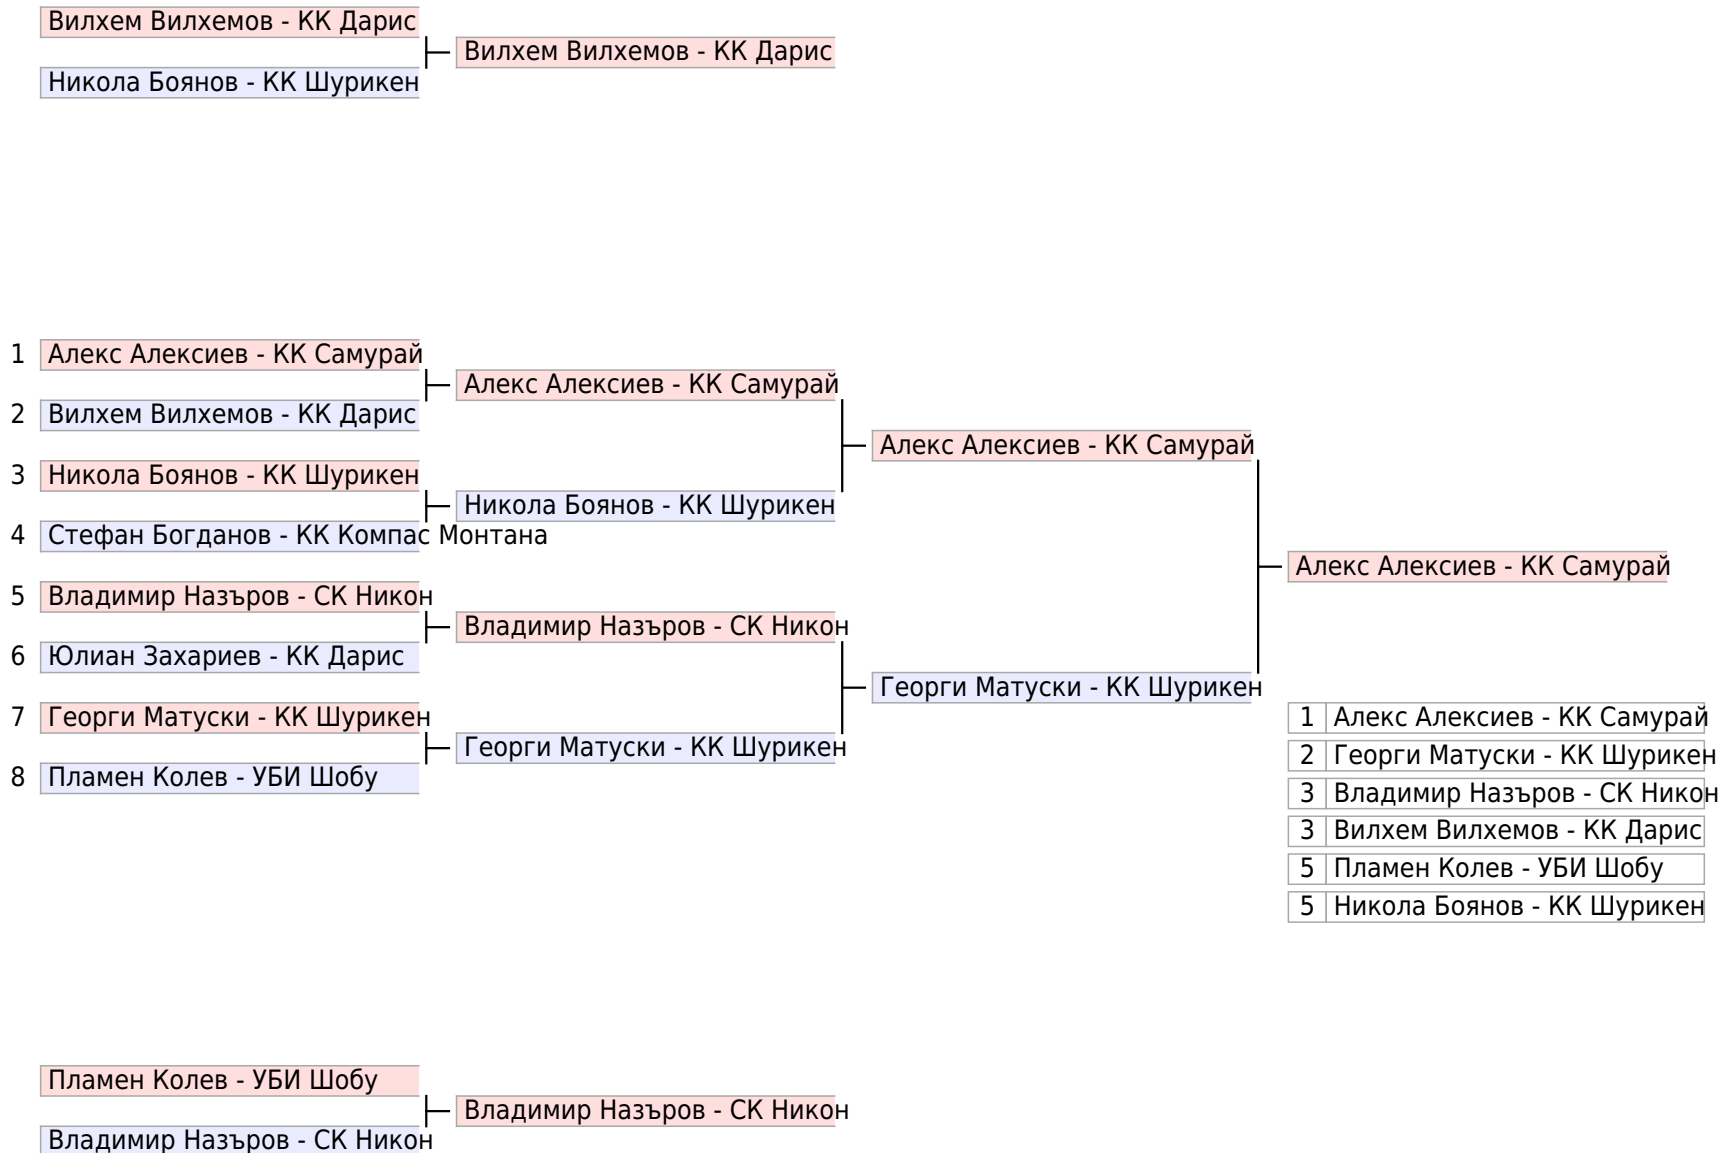 Вилхем Вилхемов - КК Дарис
Вилхем Вилхемов - КК Дарис
Никола Боянов - КК Шурикен
1 Алекс Алексиев - КК Самурай
Алекс Алексиев - КК Самурай
2 Вилхем Вилхемов - КК Дарис
Алекс Алексиев - КК Самурай
3 Никола Боянов - КК Шурикен
Никола Боянов - КК Шурикен
4 Стефан Богданов - КК Компас Монтана
Алекс Алексиев - КК Самурай
5 Владимир Назъров - СК Никон
Владимир Назъров - СК Никон
6 Юлиан Захариев - КК Дарис
Георги Матуски - КК Шурикен
7 Георги Матуски - КК Шурикен
Георги Матуски - КК Шурикен
8 Пламен Колев - УБИ Шобу
1 Алекс Алексиев - КК Самурай
2 Георги Матуски - КК Шурикен
3 Владимир Назъров - СК Никон
3 Вилхем Вилхемов - КК Дарис
5 Пламен Колев - УБИ Шобу
5 Никола Боянов - КК Шурикен
Пламен Колев - УБИ Шобу
Владимир Назъров - СК Никон
Владимир Назъров - СК Никон